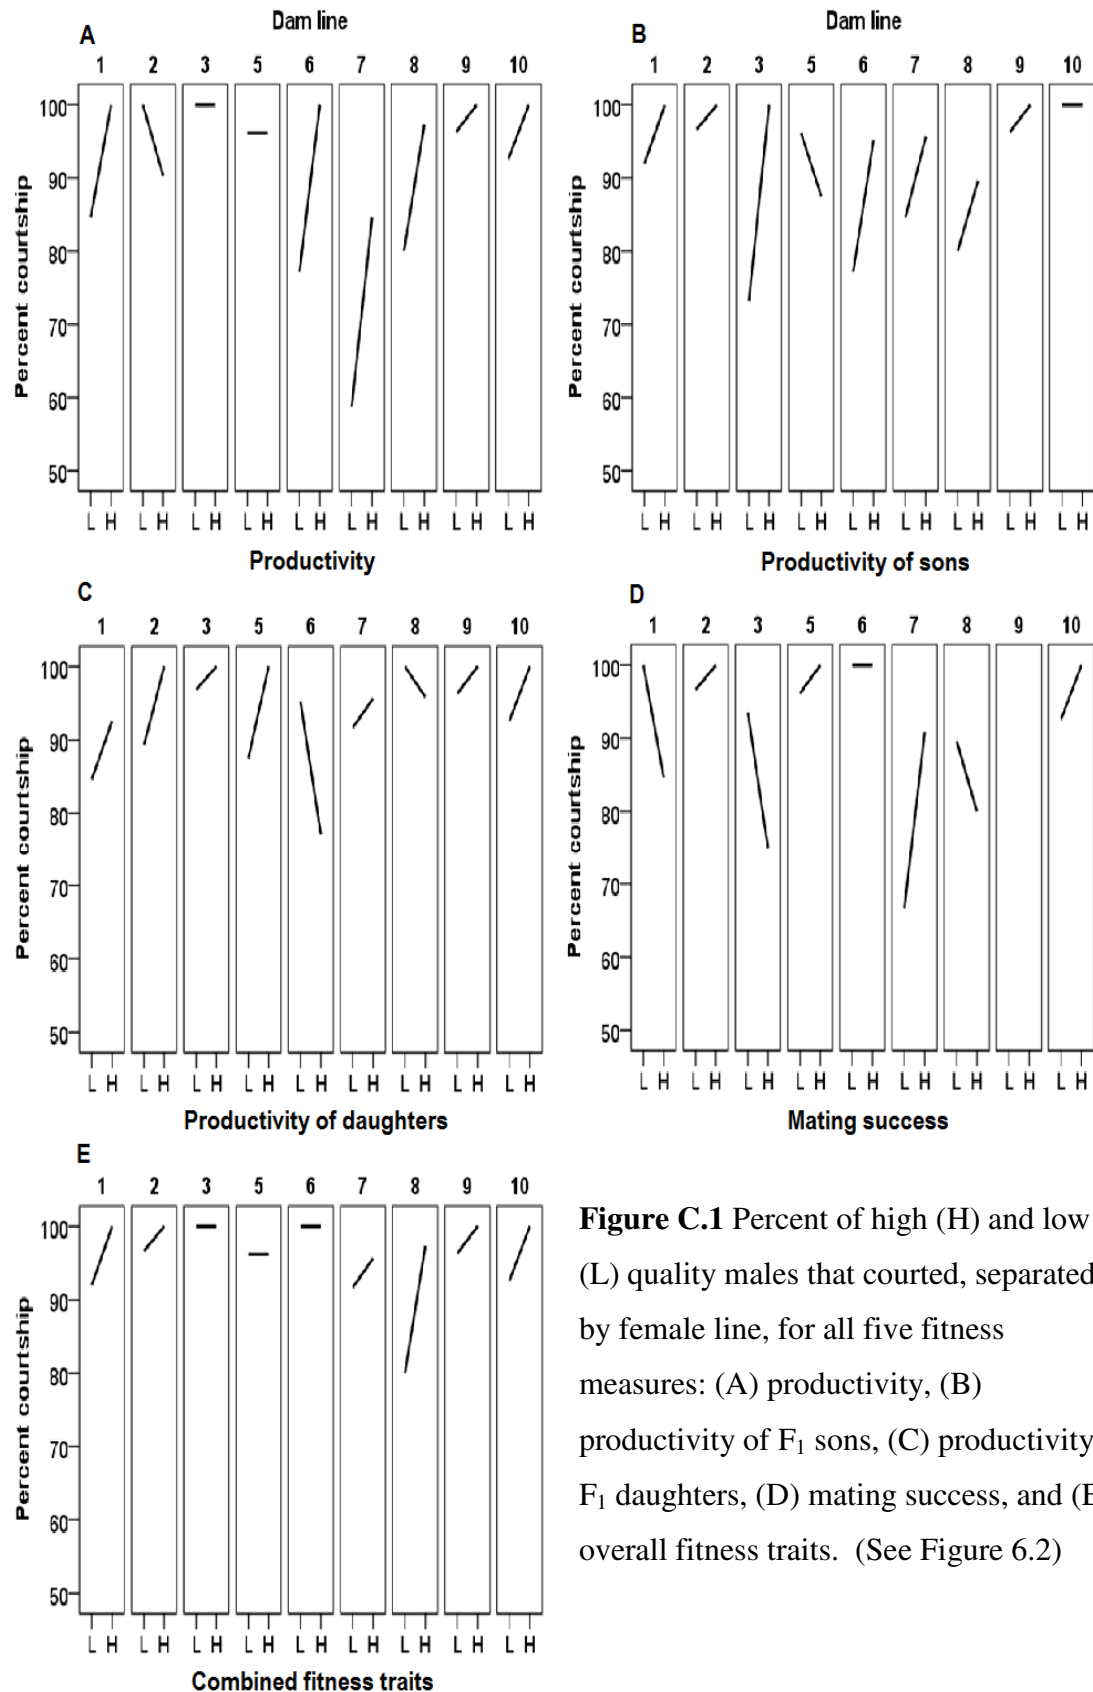 A
Dam line
1 2 3 5 6 7 8 9 10
Percent courtship
100
90
80
70
60
50
L H L H L H L H L H L H L H L H L H
Productivity
B
Dam line
1 2 3 5 6 7 8 9 10
Percent courtship
100
90
80
70
60
50
L H L H L H L H L H L H L H L H L H
Productivity of sons
C
1 2 3 5 6 7 8 9 10
Percent courtship
100
90
80
70
60
50
L H L H L H L H L H L H L H L H L H
Productivity of daughters
D
1 2 3 5 6 7 8 9 10
Percent courtship
100
90
80
70
60
50
L H L H L H L H L H L H L H L H L H
Mating success
E
1 2 3 5 6 7 8 9 10
Percent courtship
100
90
80
70
60
50
L H L H L H L H L H L H L H L H L H
Combined fitness traits
Figure C.1 Percent of high (H) and low
(L) quality males that courted, separated
by female line, for all five fitness
measures: (A) productivity, (B)
productivity of F₁ sons, (C) productivity
F₁ daughters, (D) mating success, and (E
overall fitness traits. (See Figure 6.2)